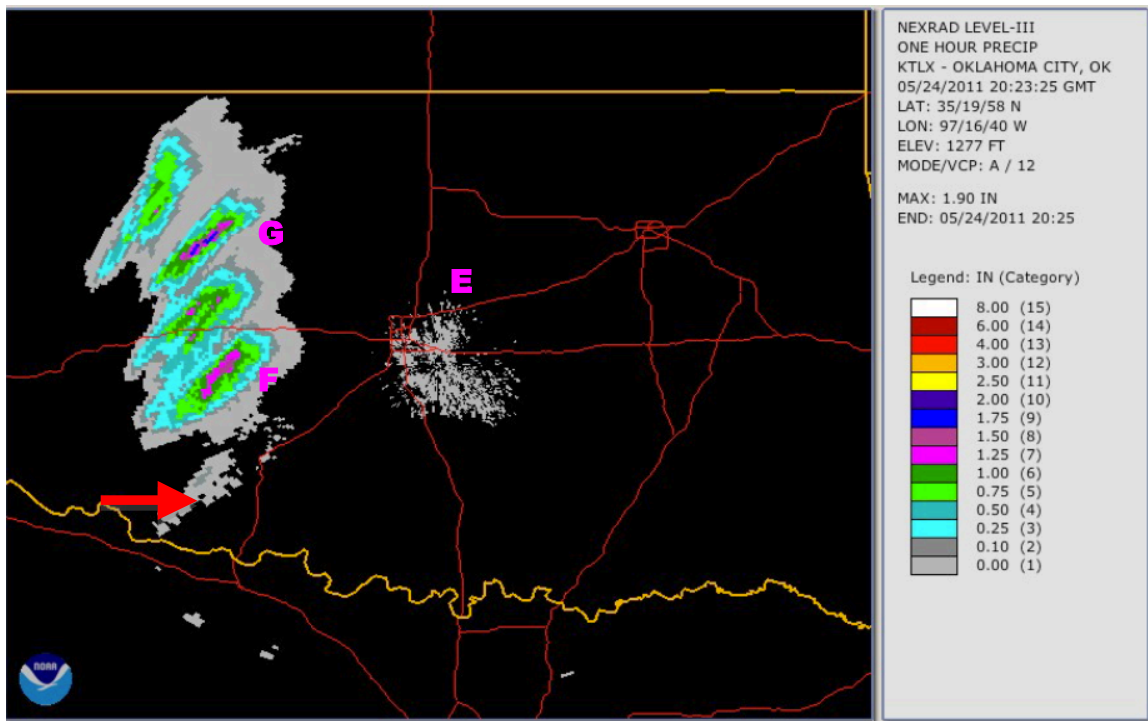 NEXRAD LEVEL-III
ONE HOUR PRECIP
KTLX - OKLAHOMA CITY, OK
05/24/2011 20:23:25 GMT
LAT: 35/19/58 N
LON: 97/16/40 W
ELEV: 1277 FT
MODE/VCP: A / 12
MAX: 1.90 IN
END: 05/24/2011 20:25
Legend: IN (Category)
8.00 (15)
6.00 (14)
4.00 (13)
3.00 (12)
2.50 (11)
2.00 (10)
1.75 (9)
1.50 (8)
1.25 (7)
1.00 (6)
0.75 (5)
0.50 (4)
0.25 (3)
0.10 (2)
0.00 (1)
G
E
F
NOAA